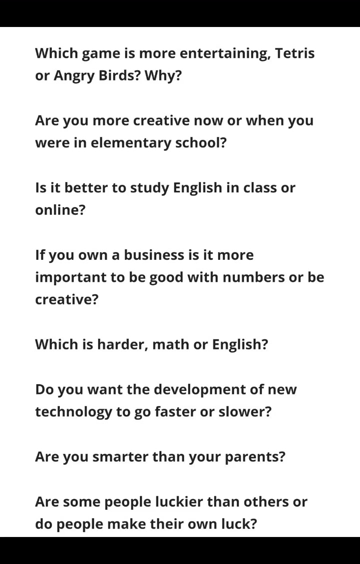 Which game is more entertaining, Tetris
or Angry Birds? Why?
Are you more creative now or when you
were in elementary school?
Is it better to study English in class or
online?
If you own a business is it more
important to be good with numbers or be
creative?
Which is harder, math or English?
Do you want the development of new
technology to go faster or slower?
Are you smarter than your parents?
Are some people luckier than others or
do people make their own luck?